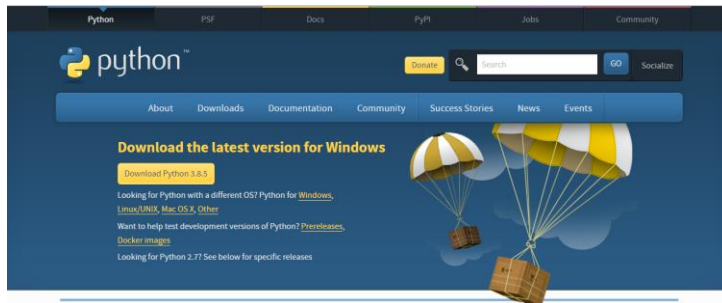 Python PSF Docs PyPI Jobs Community
python™
Donate Search GO Socialize
About Downloads Documentation Community Success Stories News Events
Download the latest version for Windows
Download Python 3.8.5
Looking for Python with a different OS? Python for Windows,
Linux/UNIX, Mac OS X, Other
Want to help test development versions of Python? Prereleases,
Docker images
Looking for Python 2.7? See below for specific releases